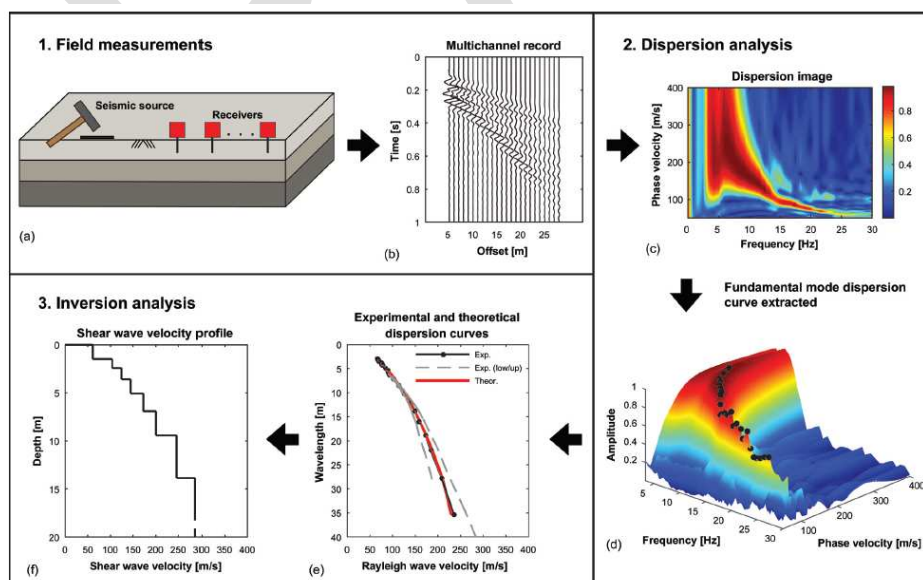 1. Field measurements
Seismic source
Receivers
(a)
Multichannel record
0
0.2
0.4
0.6
0.8
1
Time [s]
5 10 15 20 25
Offset [m]
(b)
2. Dispersion analysis
Dispersion image
400
300
200
100
Phase velocity [m/s]
0 5 10 15 20 25 30
Frequency [Hz]
0.8
0.6
0.4
0.2
(c)
Fundamental mode dispersion
curve extracted
1
0.8
0.6
0.4
0.2
Amplitude
5 10 15 20 25 30
Frequency [Hz]
100 200 300 400
Phase velocity [m/s]
(d)
3. Inversion analysis
Experimental and theoretical
dispersion curves
Exp.
Exp. (low/up)
Theor.
0
5
10
15
20
25
30
35
40
Wavelength [m]
0 50 100 150 200 250 300 350 400
Rayleigh wave velocity [m/s]
(e)
Shear wave velocity profile
0
5
10
15
20
Depth [m]
0 50 100 150 200 250 300 350 400
Shear wave velocity [m/s]
(f)